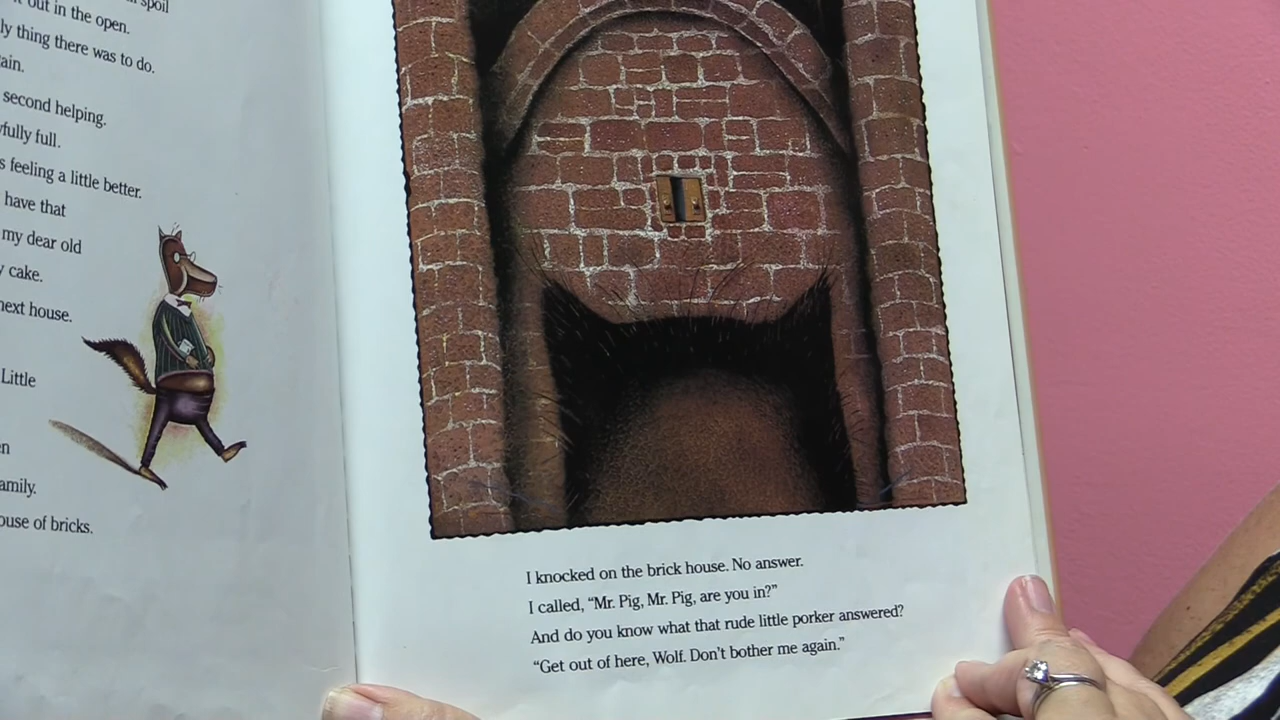 spoil
out in the open.
ly thing there was to do.
ain.
second helping.
fully full.
s feeling a little better.
have that
my dear old
y cake.
next house.
Little
n
amily.
ouse of bricks.
I knocked on the brick house. No answer.
I called, “Mr. Pig, Mr. Pig, are you in?”
And do you know what that rude little porker answered?
“Get out of here, Wolf. Don’t bother me again.”